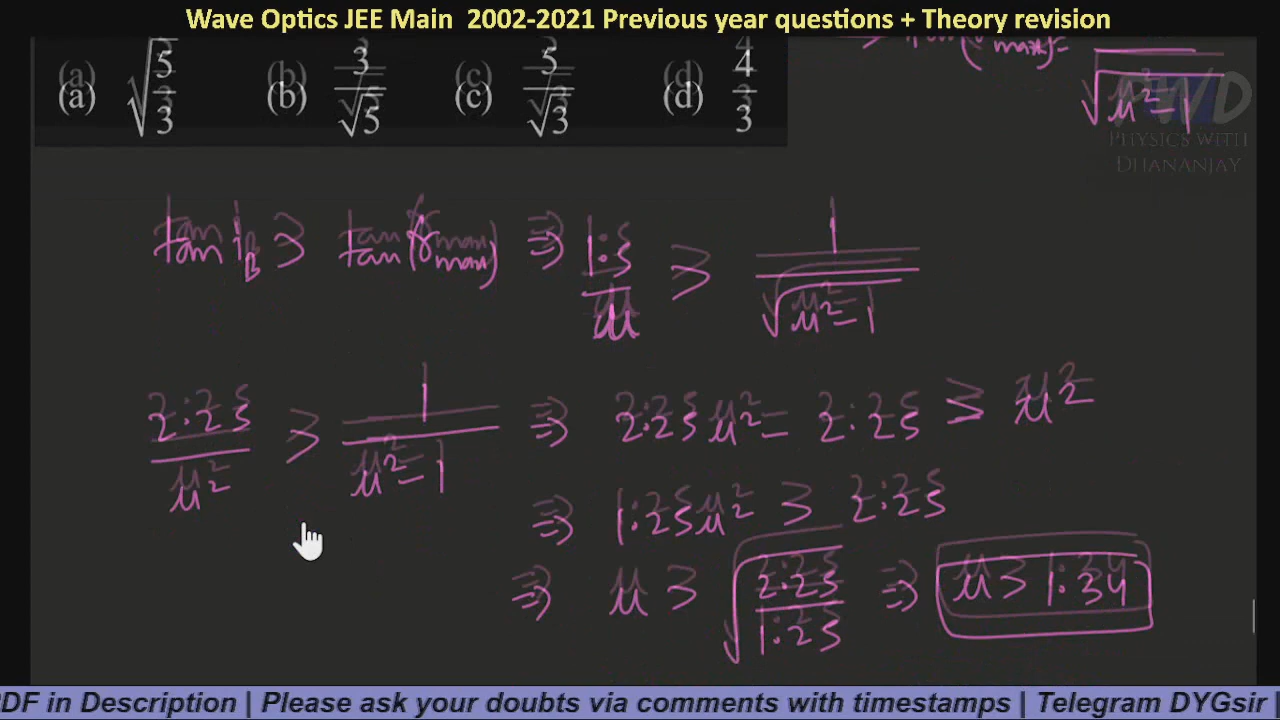 Wave Optics JEE Main 2002-2021 Previous year questions + Theory revision
(a) √(5/3) (b) 3/√5 (c) 5/√3 (d) 4/3
√(μ²-1)
PHYSICS WITH
DHANANJAY
tan i_B > tan(r_max) ⇒ 1.5/μ > 1/√(μ²-1)
2.25/μ² > 1/(μ²-1) ⇒ 2.25μ² - 2.25 > μ²
⇒ 1.25μ² > 2.25
⇒ μ > √(2.25/1.25) ⇒ μ > 1.34
PDF in Description | Please ask your doubts via comments with timestamps | Telegram DYGsir |